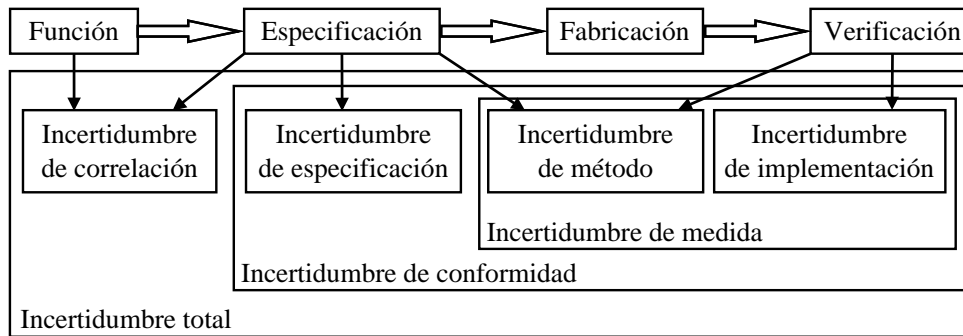 Función
Especificación
Fabricación
Verificación
Incertidumbre
de correlación
Incertidumbre
de especificación
Incertidumbre
de método
Incertidumbre
de implementación
Incertidumbre de medida
Incertidumbre de conformidad
Incertidumbre total